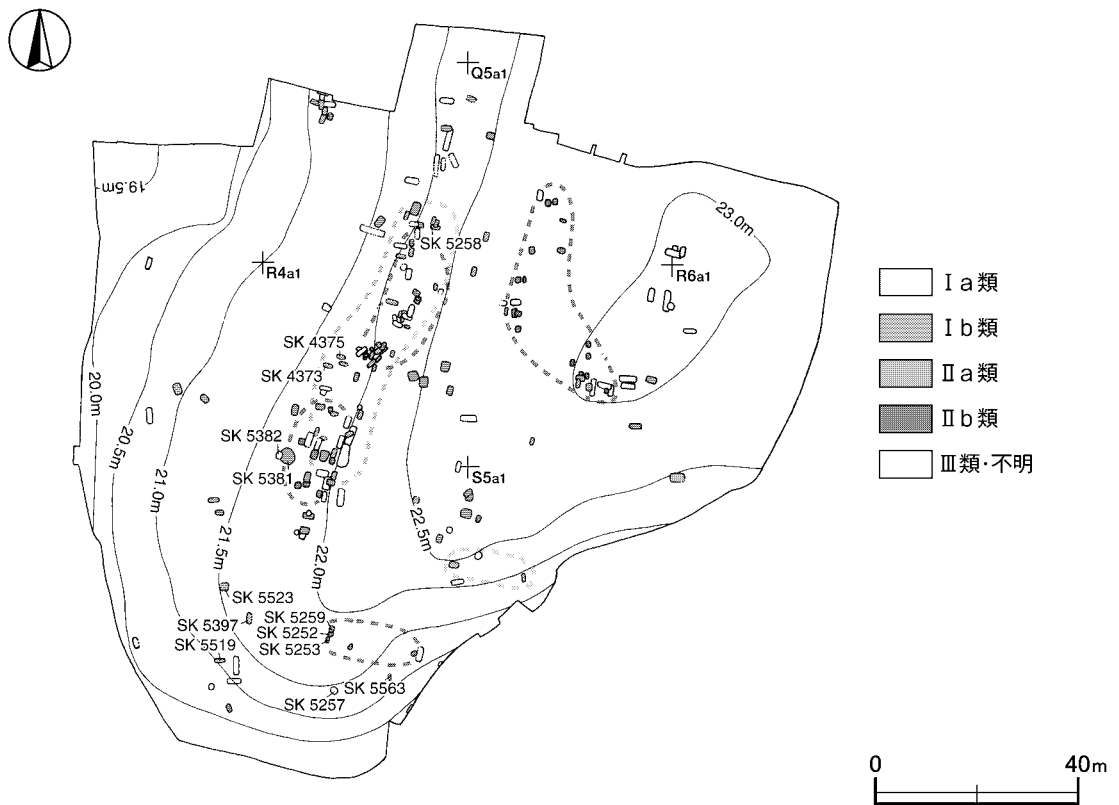 Q5a1
19.5m
23.0m
SK 5258
R4a1
R6a1
Ⅰa類
Ⅰb類
Ⅱa類
Ⅱb類
Ⅲ類・不明
SK 4375
SK 4373
20.0m
20.5m
SK 5382
SK 5381
S5a1
21.0m
21.5m
22.0m
22.5m
SK 5523
SK 5397
SK 5259
SK 5252
SK 5519
SK 5253
SK 5563
SK 5257
0 40m